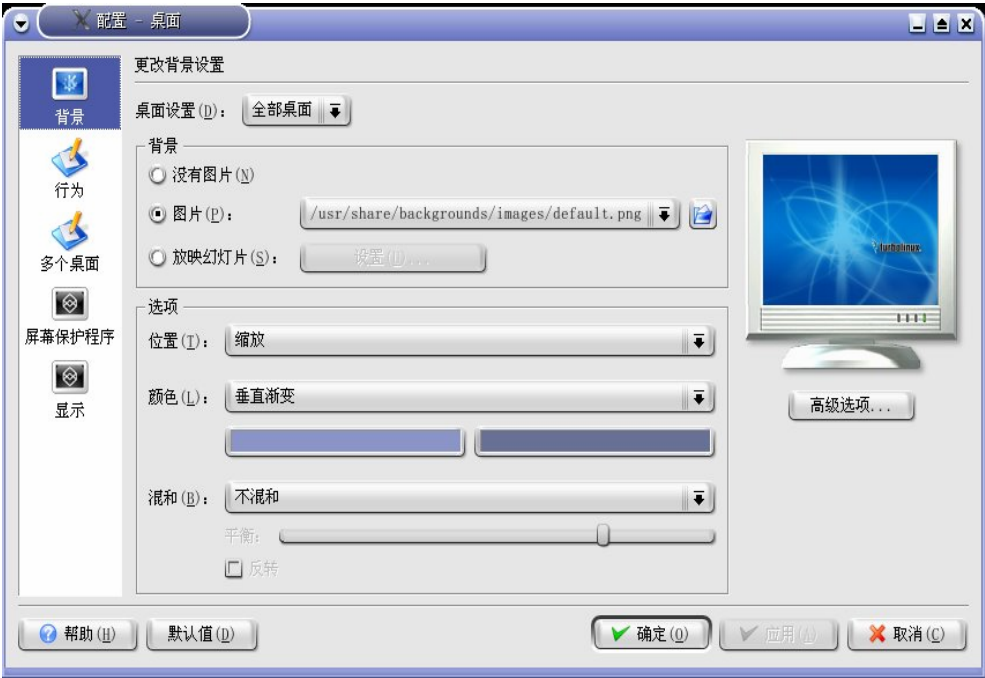 配置 - 桌面
背景
行为
多个桌面
屏幕保护程序
显示
更改背景设置
桌面设置(D): 全部桌面
背景
没有图片(N)
图片(P): /usr/share/backgrounds/images/default.png
放映幻灯片(S): 设置(U)...
选项
位置(T): 缩放
颜色(L): 垂直渐变
混和(B): 不混和
平衡:
反转
turbolinux
高级选项...
帮助(H) 默认值(D) 确定(O) 应用(A) 取消(C)